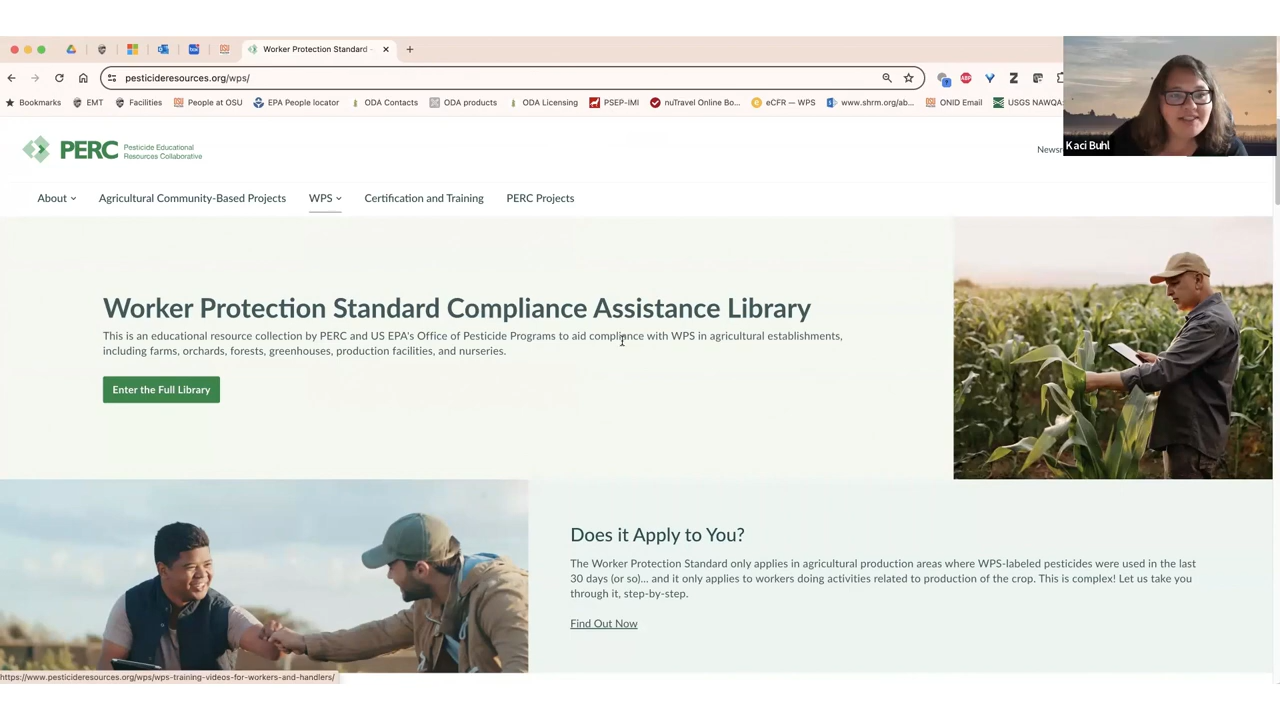 Worker Protection Standard -
pesticideresources.org/wps/
Bookmarks EMT Facilities People at OSU EPA People locator ODA Contacts ODA products ODA Licensing PSEP-IMI nuTravel Online Bo... eCFR — WPS www.shrm.org/ab... ONID Email USGS NAWQA
Kaci Buhl
PERC
Pesticide Educational
Resources Collaborative
About Agricultural Community-Based Projects WPS Certification and Training PERC Projects
Worker Protection Standard Compliance Assistance Library
This is an educational resource collection by PERC and US EPA's Office of Pesticide Programs to aid compliance with WPS in agricultural establishments,
including farms, orchards, forests, greenhouses, production facilities, and nurseries.
Enter the Full Library
Does it Apply to You?
The Worker Protection Standard only applies in agricultural production areas where WPS-labeled pesticides were used in the last
30 days (or so)... and it only applies to workers doing activities related to production of the crop. This is complex! Let us take you
through it, step-by-step.
Find Out Now
https://www.pesticideresources.org/wps/wps-training-videos-for-workers-and-handlers/